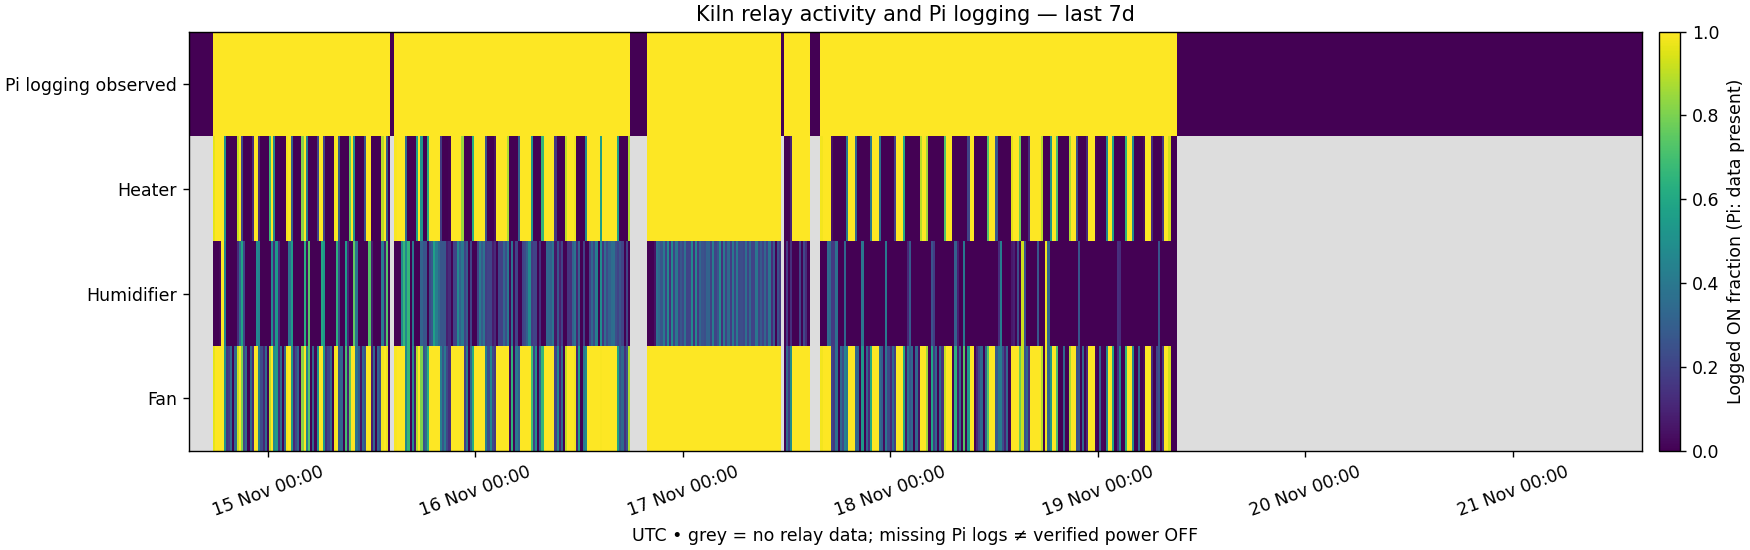 Kiln relay activity and Pi logging — last 7d
Pi logging observed
Heater
Humidifier
Fan
15 Nov 00:00
16 Nov 00:00
17 Nov 00:00
18 Nov 00:00
19 Nov 00:00
20 Nov 00:00
21 Nov 00:00
UTC • grey = no relay data; missing Pi logs ≠ verified power OFF
1.0
0.8
0.6
0.4
0.2
0.0
Logged ON fraction (Pi: data present)